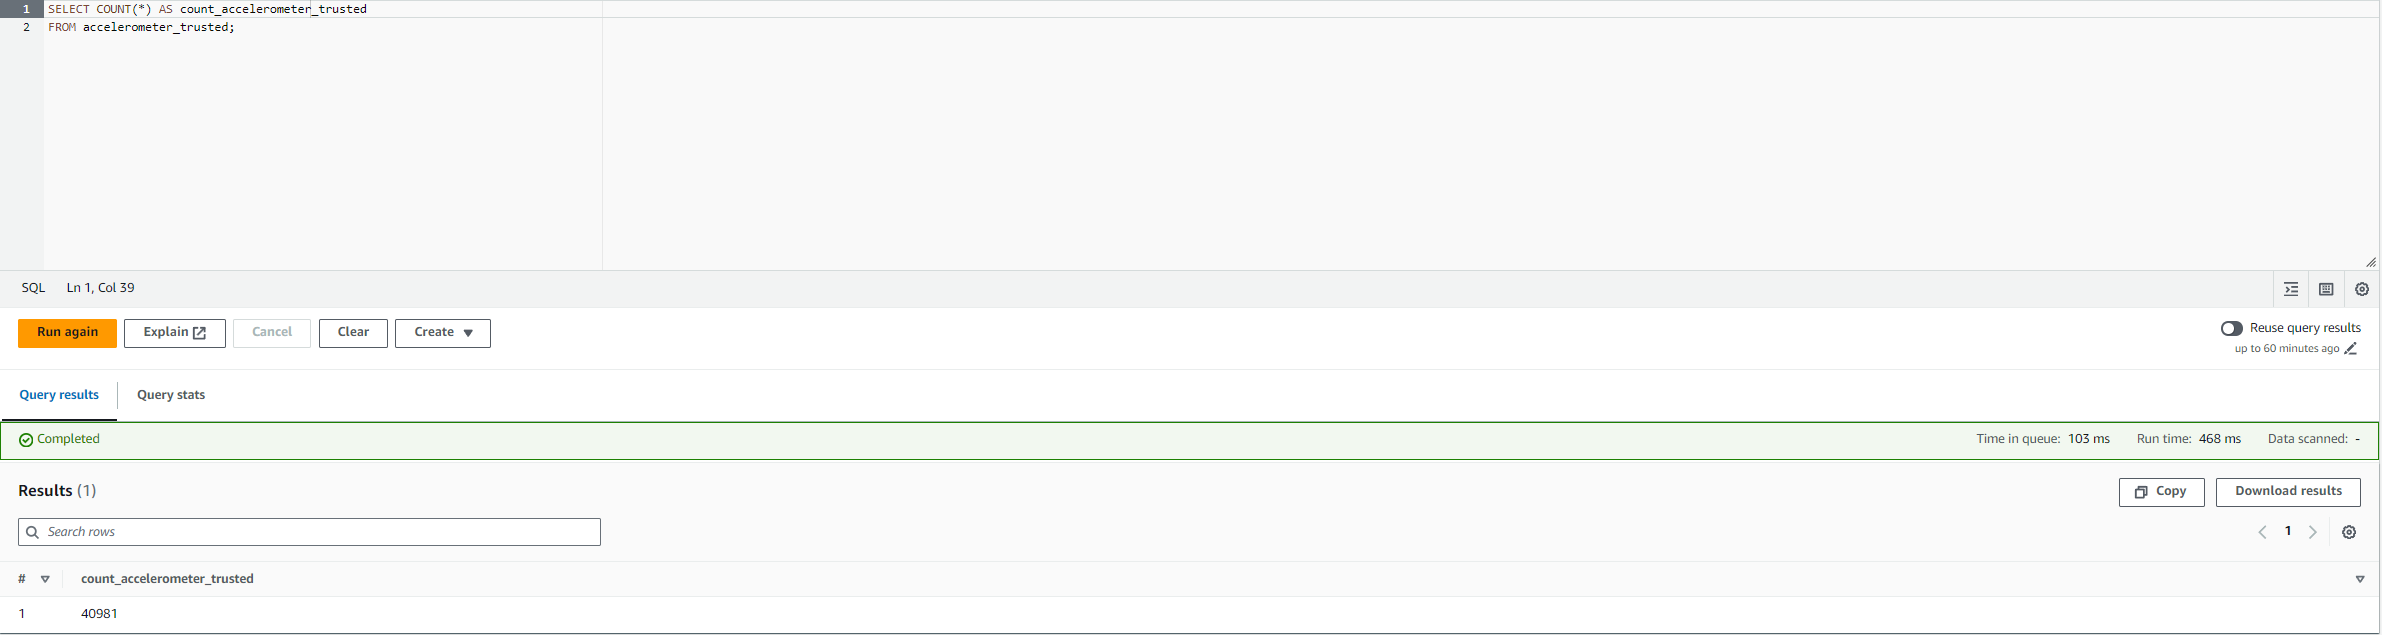 1 SELECT COUNT(*) AS count_accelerometer_trusted
2 FROM accelerometer_trusted;
SQL Ln 1, Col 39
Run again Explain Cancel Clear Create Reuse query results
up to 60 minutes ago
Query results Query stats
Completed Time in queue: 103 ms Run time: 468 ms Data scanned: -
Results (1) Copy Download results
Search rows 1
# count_accelerometer_trusted
1 40981